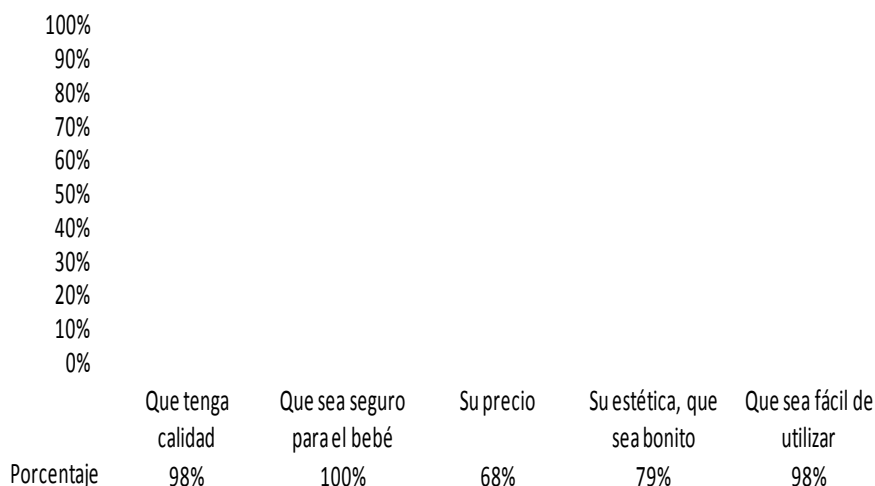 100%
90%
80%
70%
60%
50%
40%
30%
20%
10%
0%
Que tenga calidad
Que sea seguro para el bebé
Su precio
Su estética, que sea bonito
Que sea fácil de utilizar
Porcentaje 98% 100% 68% 79% 98%